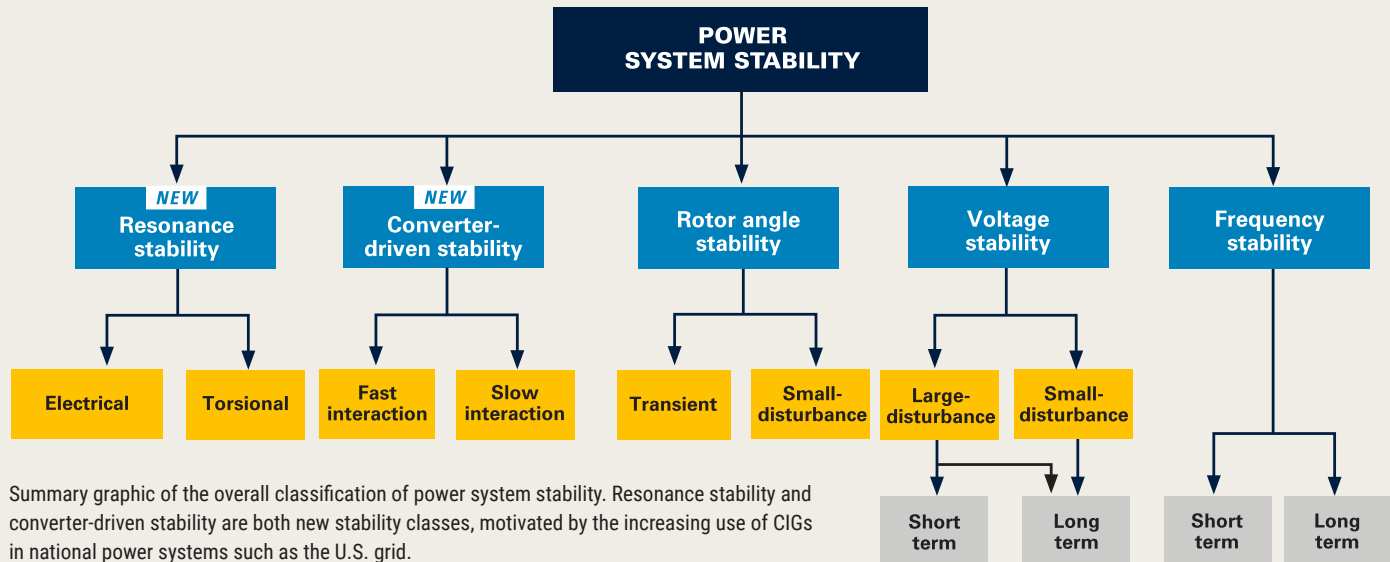 POWER
SYSTEM STABILITY
NEW
Resonance
stability
NEW
Converter-
driven stability
Rotor angle
stability
Voltage
stability
Frequency
stability
Electrical
Torsional
Fast
interaction
Slow
interaction
Transient
Small-
disturbance
Large-
disturbance
Small-
disturbance
Short
term
Long
term
Short
term
Long
term
Summary graphic of the overall classification of power system stability. Resonance stability and
converter-driven stability are both new stability classes, motivated by the increasing use of CIGs
in national power systems such as the U.S. grid.